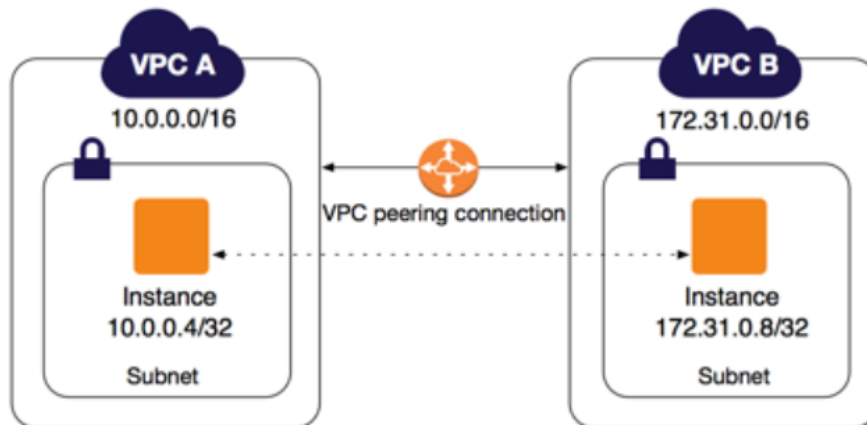 VPC A
10.0.0.0/16
Instance
10.0.0.4/32
Subnet
VPC peering connection
VPC B
172.31.0.0/16
Instance
172.31.0.8/32
Subnet